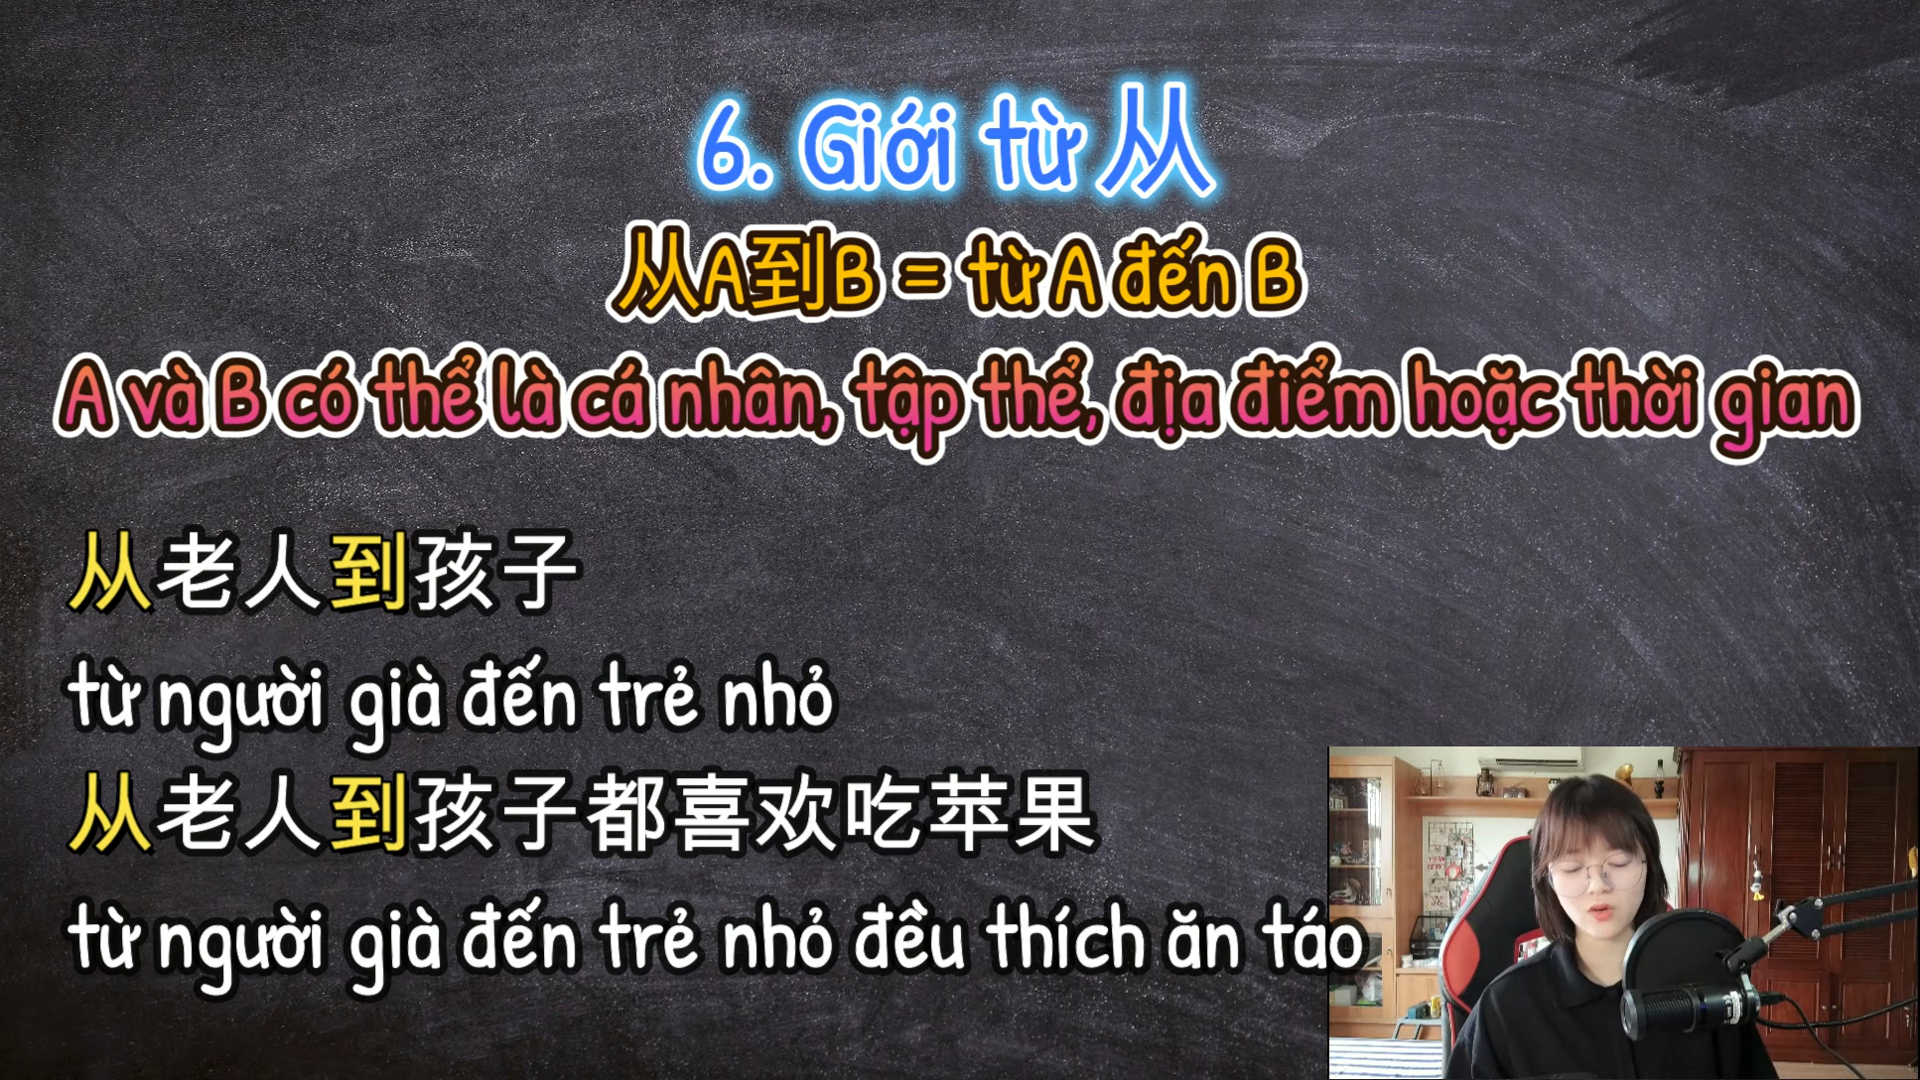 6. Giới từ 从
从A到B = từ A đến B
A và B có thể là cá nhân, tập thể, địa điểm hoặc thời gian
从老人到孩子
từ người già đến trẻ nhỏ
从老人到孩子都喜欢吃苹果
từ người già đến trẻ nhỏ đều thích ăn táo